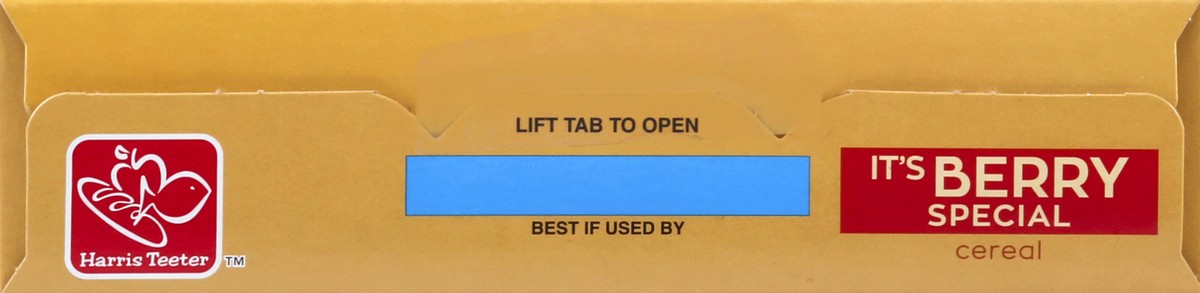 LIFT TAB TO OPEN
BEST IF USED BY
Harris Teeter TM
IT'S BERRY
SPECIAL
cereal